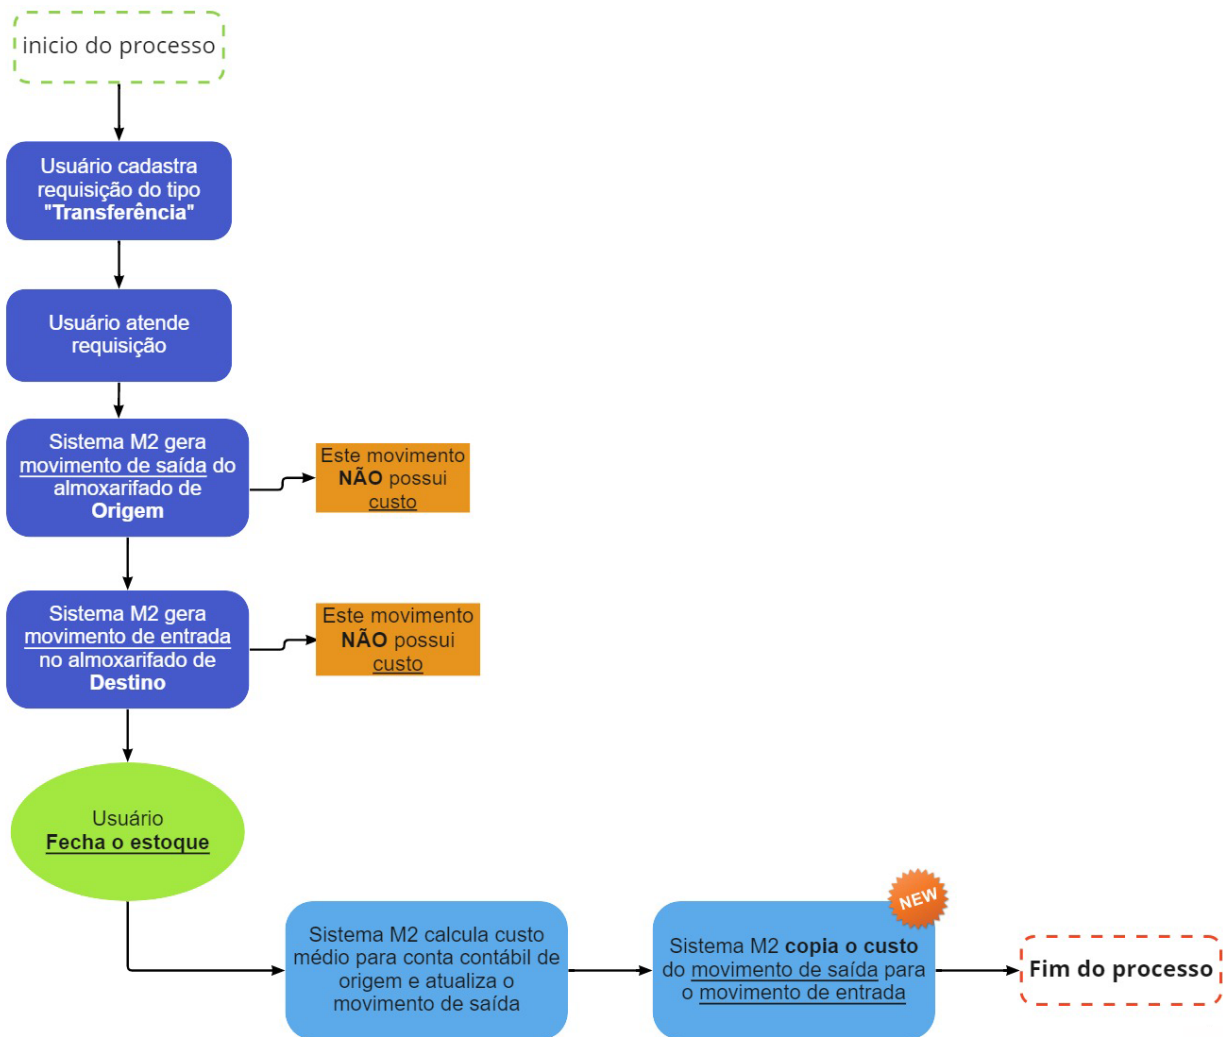 inicio do processo
Usuário cadastra
requisição do tipo
"Transferência"
Usuário atende
requisição
Sistema M2 gera
movimento de saída do
almoxarifado de
Origem
Este movimento
NÃO possui
custo
Sistema M2 gera
movimento de entrada
no almoxarifado de
Destino
Este movimento
NÃO possui
custo
Usuário
Fecha o estoque
Sistema M2 calcula custo
médio para conta contábil de
origem e atualiza o
movimento de saída
NEW
Sistema M2 copia o custo
do movimento de saída para
o movimento de entrada
Fim do processo